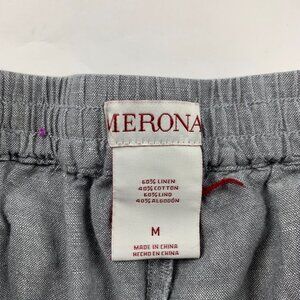 MERONA
60% LINEN
40% COTTON
60% LINO
40% ALGODÓN
M
MADE IN CHINA
HECHO EN CHINA